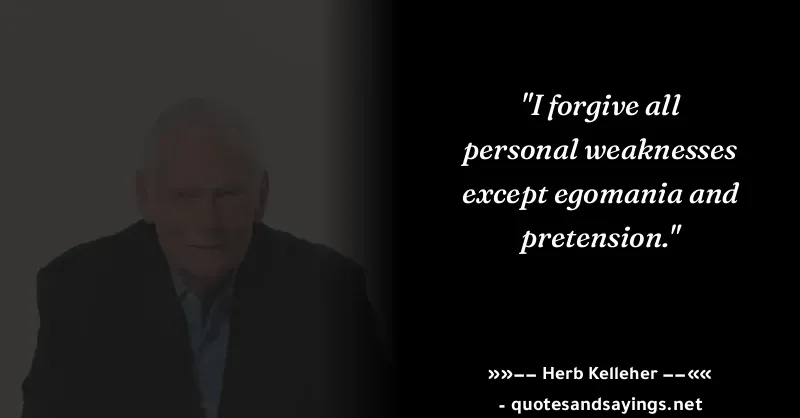 "I forgive all
personal weaknesses
except egomania and
pretension."
»»−− Herb Kelleher −−««
- quotesandsayings.net